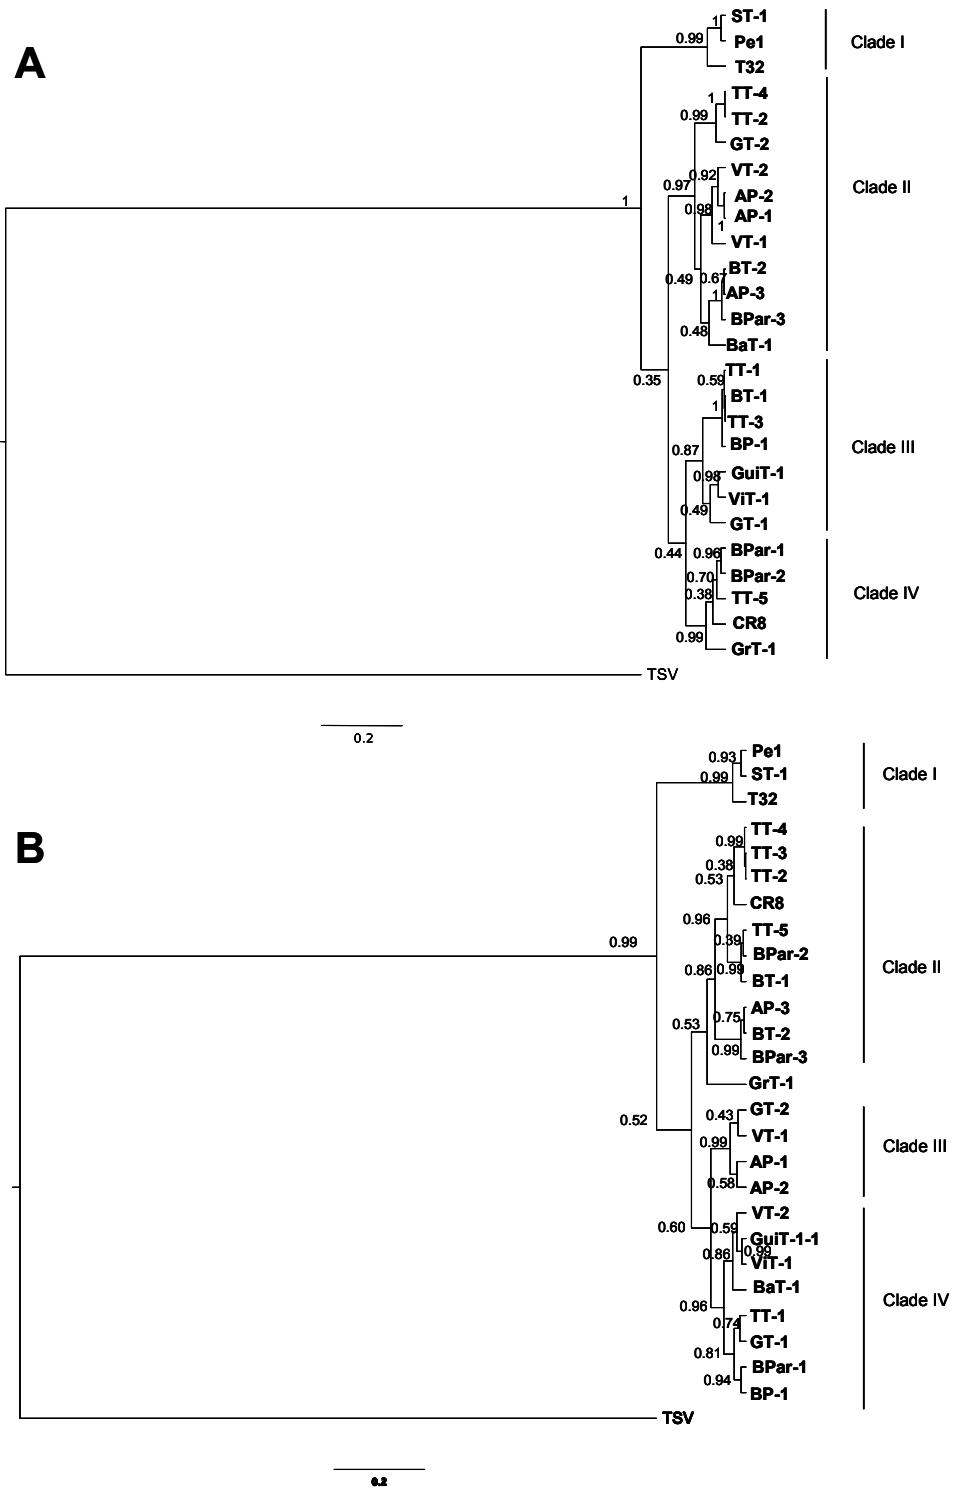 A
ST-1
1
Pe1
0.99
Clade I
T32
TT-4
1
TT-2
0.99
GT-2
VT-2
0.92
0.97
Clade II
AP-2
1
0.98
AP-1
1
VT-1
BT-2
0.49
0.67
AP-3
1
BPar-3
0.48
BaT-1
TT-1
0.35
0.59
BT-1
1
TT-3
BP-1
0.87
Clade III
GuiT-1
0.98
ViT-1
0.49
GT-1
BPar-1
0.44
0.96
BPar-2
0.70
0.38
TT-5
Clade IV
CR8
0.99
GrT-1
TSV
0.2
B
Pe1
0.93
ST-1
0.99
Clade I
T32
TT-4
0.99
TT-3
0.38
TT-2
0.53
CR8
0.96
TT-5
0.99
0.39
BPar-2
0.86
0.99
Clade II
BT-1
AP-3
0.75
0.53
BT-2
0.99
BPar-3
GrT-1
GT-2
0.43
0.52
VT-1
0.99
Clade III
AP-1
0.58
AP-2
VT-2
0.60
0.59
GuiT-1-1
0.86
0.99
ViT-1
BaT-1
Clade IV
0.96
TT-1
0.74
GT-1
0.81
BPar-1
0.94
BP-1
TSV
0.2